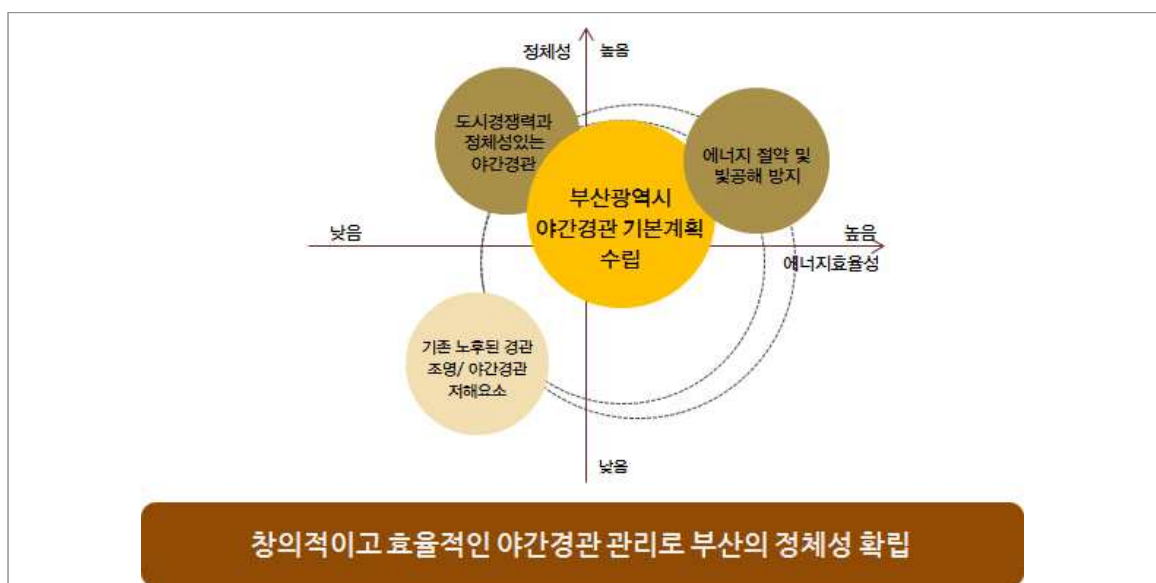 정체성
높음
도시경쟁력과
정체성있는
야간경관
에너지 절약 및
빛공해 방지
부산광역시
야간경관 기본계획
수립
낮음
높음
에너지효율성
기존 노후된 경관
조명/ 야간경관
저해요소
낮음
창의적이고 효율적인 야간경관 관리로 부산의 정체성 확립